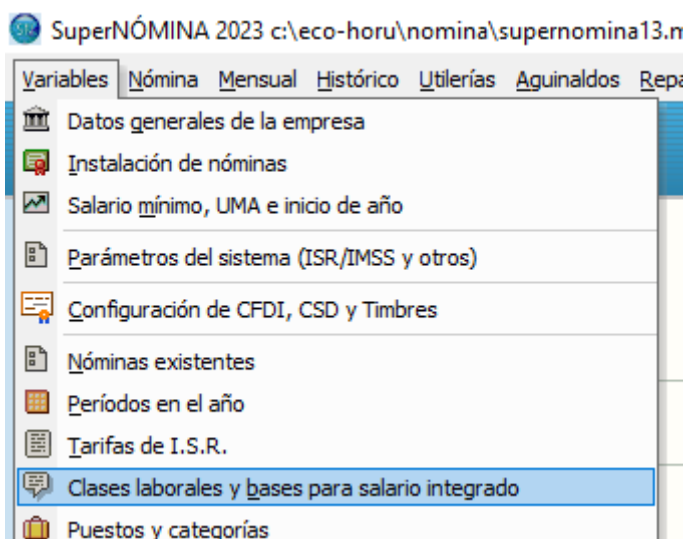 SuperNÓMINA 2023 c:\eco-horu\nomina\supernomina13.m
Variables Nómina Mensual Histórico Utilerías Aguinaldos Repa
Datos generales de la empresa
Instalación de nóminas
Salario mínimo, UMA e inicio de año
Parámetros del sistema (ISR/IMSS y otros)
Configuración de CFDI, CSD y Timbres
Nóminas existentes
Períodos en el año
Tarifas de I.S.R.
Clases laborales y bases para salario integrado
Puestos y categorías